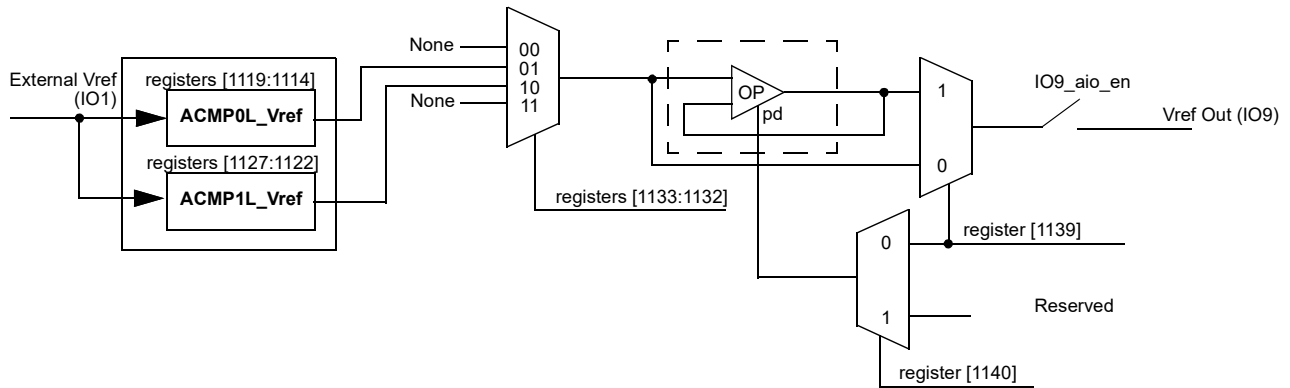 None
00
01
10
None
11
External Vref
(IO1)
registers [1119:1114]
ACMP0L_Vref
registers [1127:1122]
ACMP1L_Vref
registers [1133:1132]
OP
pd
1
0
IO9_aio_en
Vref Out (IO9)
0
register [1139]
1
Reserved
register [1140]